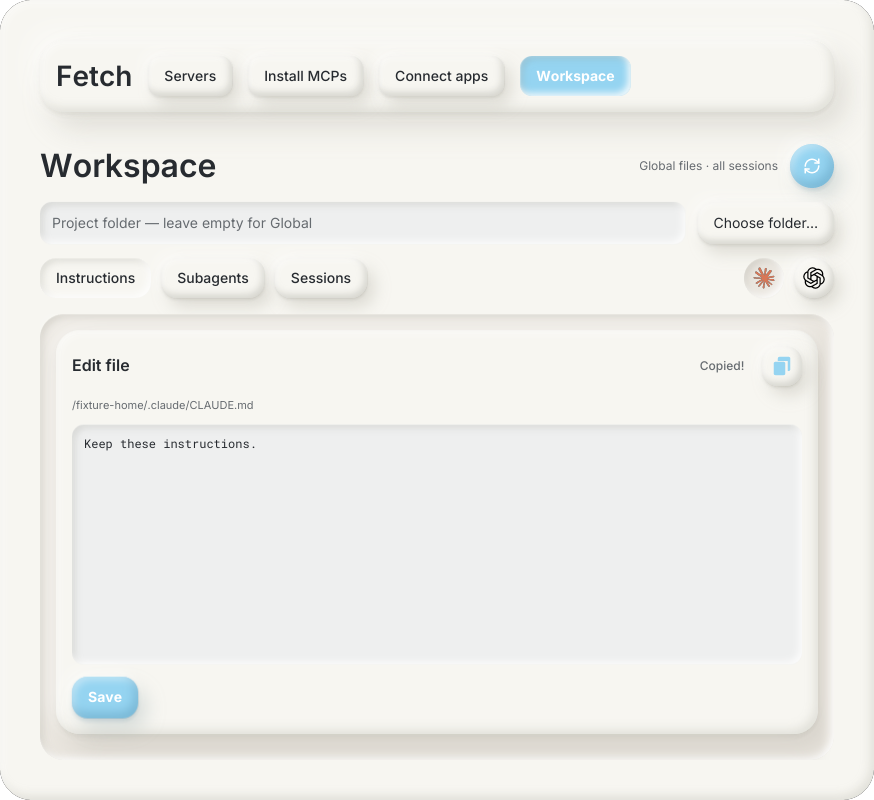 Fetch
Servers
Install MCPs
Connect apps
Workspace
Workspace
Global files · all sessions
Project folder — leave empty for Global
Choose folder…
Instructions
Subagents
Sessions
Edit file
Copied!
/fixture-home/.claude/CLAUDE.md
Keep these instructions.
Save